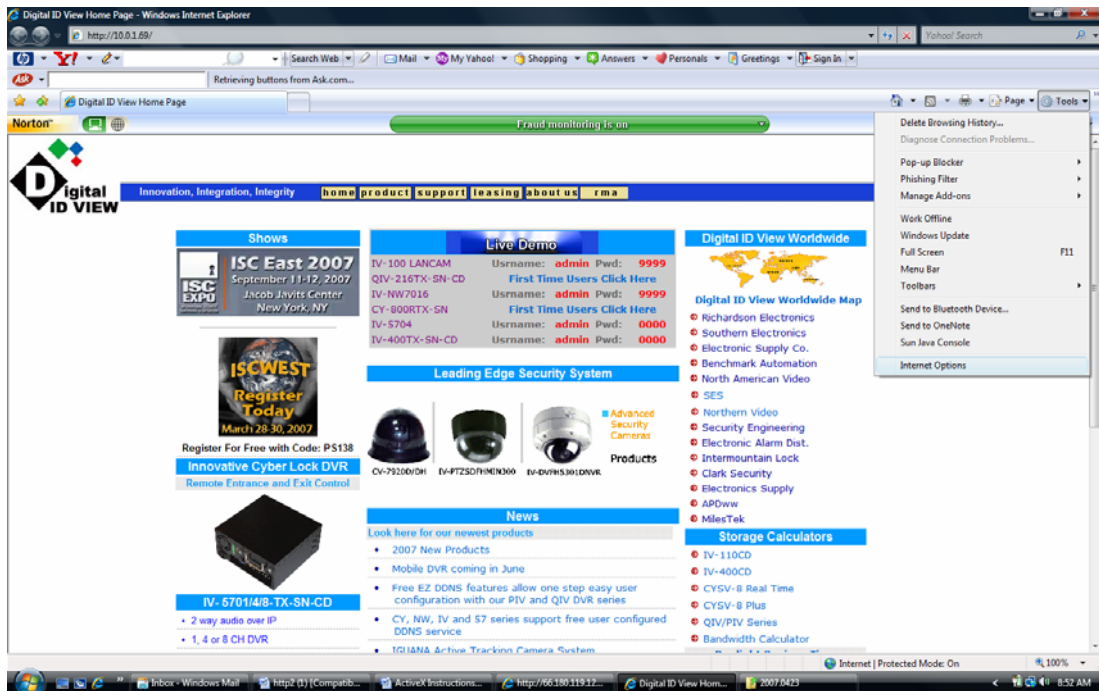 Digital ID View Home Page - Windows Internet Explorer
http://10.0.1.69/
Yahoo! Search
Search Web
Mail
My Yahoo!
Shopping
Answers
Personals
Greetings
Sign In
Ask
Retrieving buttons from Ask.com...
Digital ID View Home Page
Page
Tools
Norton
Fraud monitoring is on
Delete Browsing History...
Diagnose Connection Problems...
Pop-up Blocker
Phishing Filter
Manage Add-ons
Work Offline
Windows Update
Full Screen F11
Menu Bar
Toolbars
Send to Bluetooth Device...
Send to OneNote
Sun Java Console
Internet Options
Digital
ID VIEW
Innovation, Integration, Integrity
home product support leasing about us rma
Shows
ISC EXPO
ISC East 2007
September 11-12, 2007
Jacob Javits Center
New York, NY
ISCWEST
Register
Today
March 28-30, 2007
Register For Free with Code: PS138
Innovative Cyber Lock DVR
Remote Entrance and Exit Control
IV- 5701/4/8-TX-SN-CD
• 2 way audio over IP
• 1, 4 or 8 CH DVR
Live Demo
IV-100 LANCAM Usrname: admin Pwd: 9999
QIV-216TX-SN-CD First Time Users Click Here
IV-NW7016 Usrname: admin Pwd: 9999
CY-800RTX-SN First Time Users Click Here
IV-5704 Usrname: admin Pwd: 0000
IV-400TX-SN-CD Usrname: admin Pwd: 0000
Leading Edge Security System
Advanced
Security
Cameras
Products
CV-7920D/DH IV-PTZSDFHMIN300 IV-DVFHS301DNVR
News
Look here for our newest products
• 2007 New Products
• Mobile DVR coming in June
• Free EZ DDNS features allow one step easy user
configuration with our PIV and QIV DVR series
• CY, NW, IV and 57 series support free user configured
DDNS service
• IGUANA Active Tracking Camera System
Digital ID View Worldwide
Digital ID View Worldwide Map
Richardson Electronics
Southern Electronics
Electronic Supply Co.
Benchmark Automation
North American Video
SES
Northern Video
Security Engineering
Electronic Alarm Dist.
Intermountain Lock
Clark Security
Electronics Supply
APDww
MilesTek
Storage Calculators
IV-110CD
IV-400CD
CYSV-8 Real Time
CYSV-8 Plus
QIV/PIV Series
Bandwidth Calculator
Internet | Protected Mode: On
100%
Inbox - Windows Mail
http2 (1) [Compatib...
ActiveX Instructions...
http://66.180.119.12...
Digital ID View Hom...
2007.0423
8:52 AM